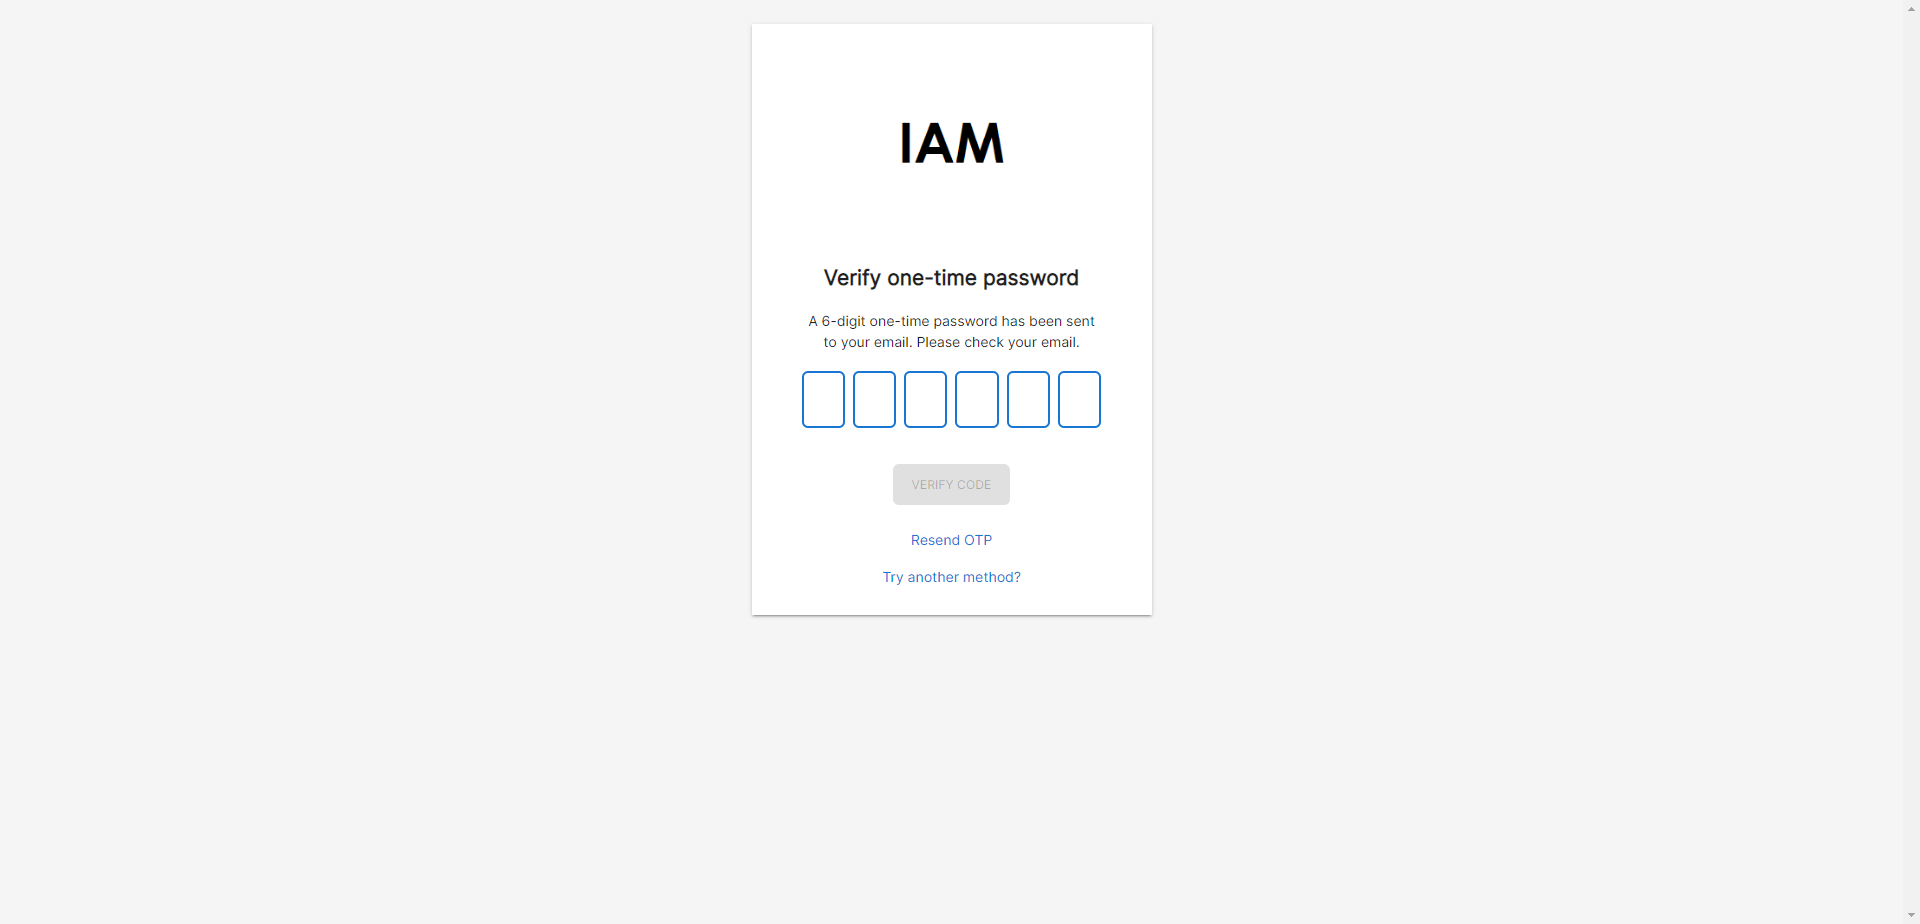 IAM
Verify one-time password
A 6-digit one-time password has been sent
to your email. Please check your email.
VERIFY CODE
Resend OTP
Try another method?